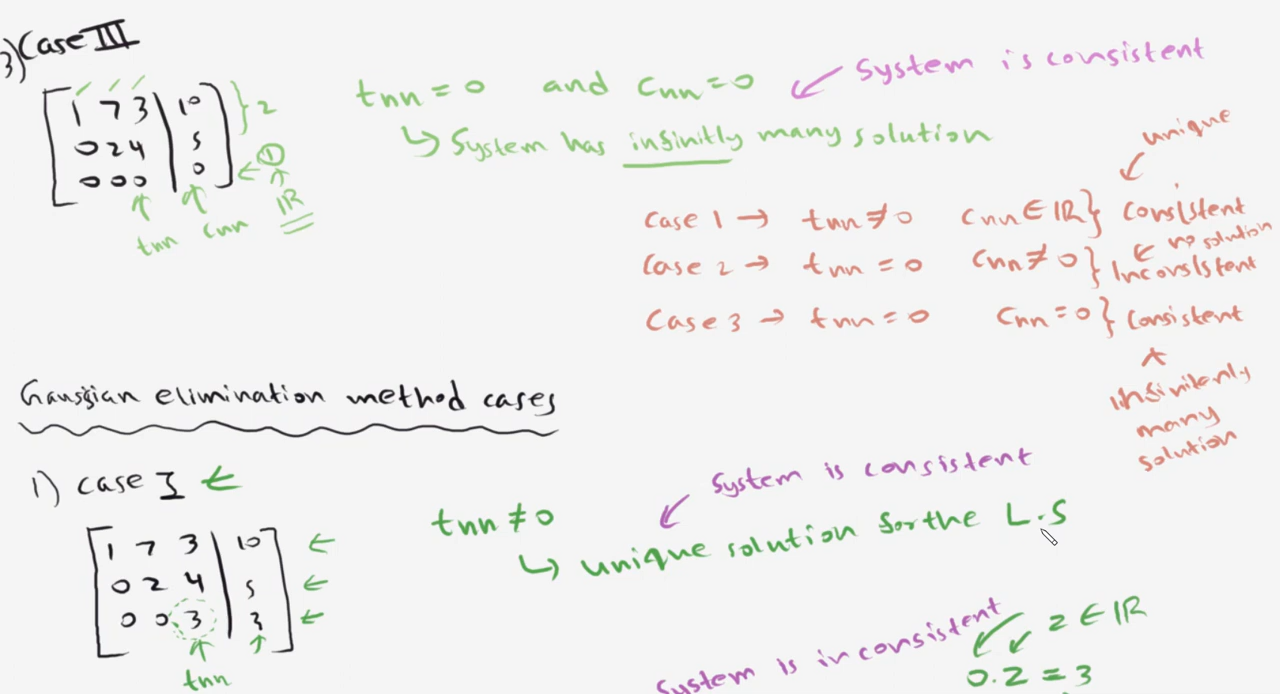 3) Case III
1 7 3 | 10 } 2
0 2 4 | 5
0 0 0 | 0 ← ①
tnn cnn IR
tnn = 0 and cnn = 0 ↙ System is consistent
↳ System has infinitly many solution
unique
Case 1 → tnn ≠ 0 cnn ∈ IR } Consistent
← no solution
Case 2 → tnn = 0 cnn ≠ 0 } Inconsistent
Case 3 → tnn = 0 cnn = 0 } Consistent
infinitenly
many
solution
Gaussian elimination method cases
1) case I ←
1 7 3 | 10 ←
0 2 4 | 5 ←
0 0 3 | 3 ←
tnn
System is consistent
tnn ≠ 0
↳ unique solution for the L.S
System is inconsistent
z ∈ IR
0.z = 3